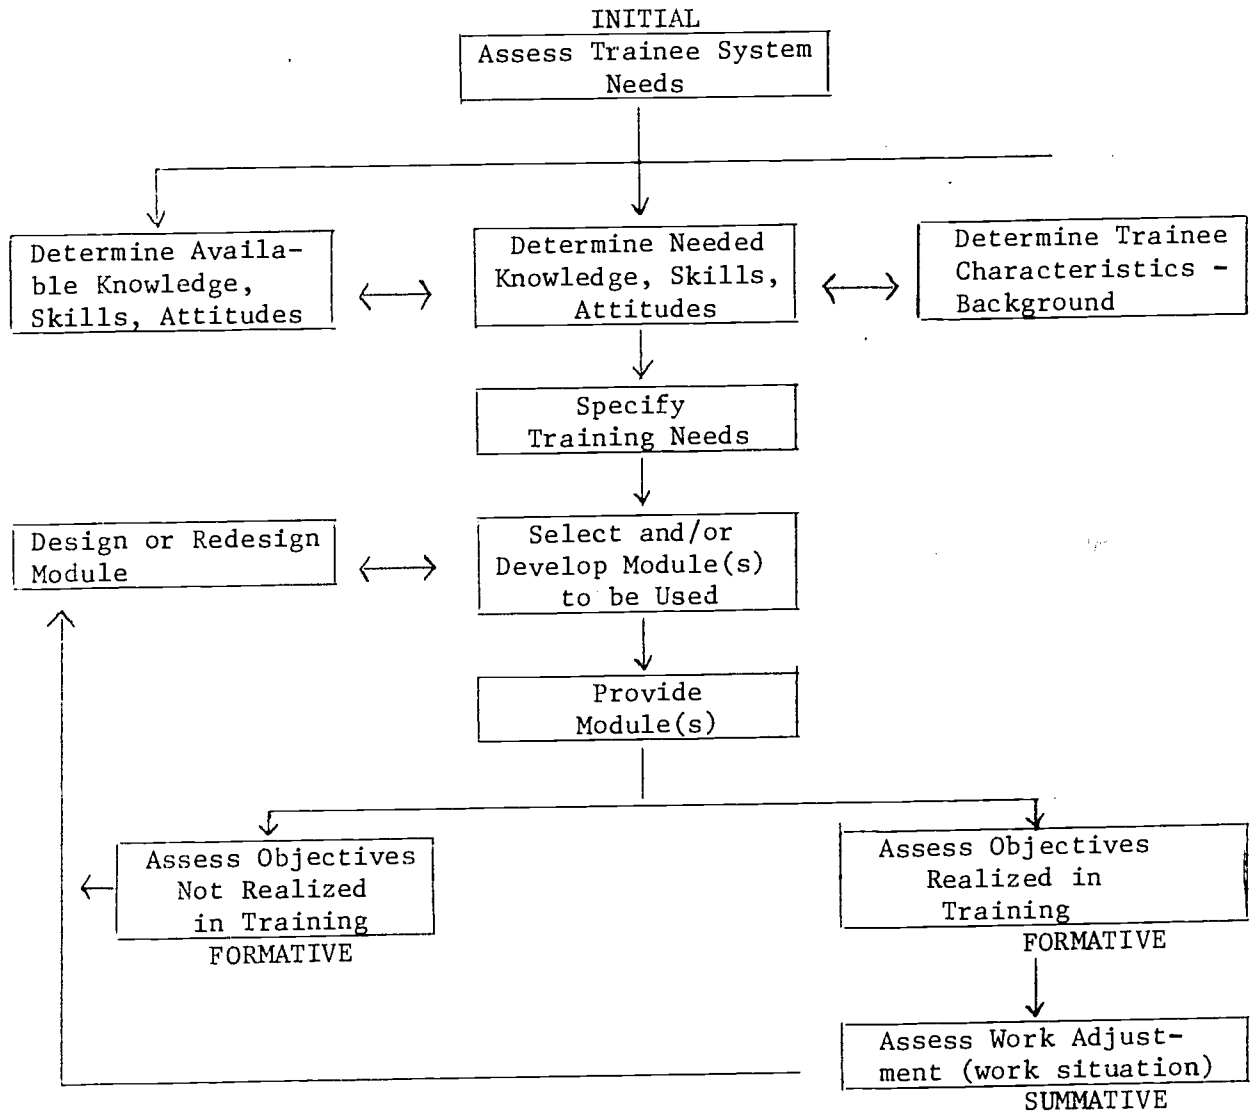 INITIAL
Assess Trainee System
Needs
Determine Availa-
ble Knowledge,
Skills, Attitudes
Determine Needed
Knowledge, Skills,
Attitudes
Determine Trainee
Characteristics -
Background
Specify
Training Needs
Design or Redesign
Module
Select and/or
Develop Module(s)
to be Used
Provide
Module(s)
Assess Objectives
Not Realized
in Training
FORMATIVE
Assess Objectives
Realized in
Training
FORMATIVE
Assess Work Adjust-
ment (work situation)
SUMMATIVE